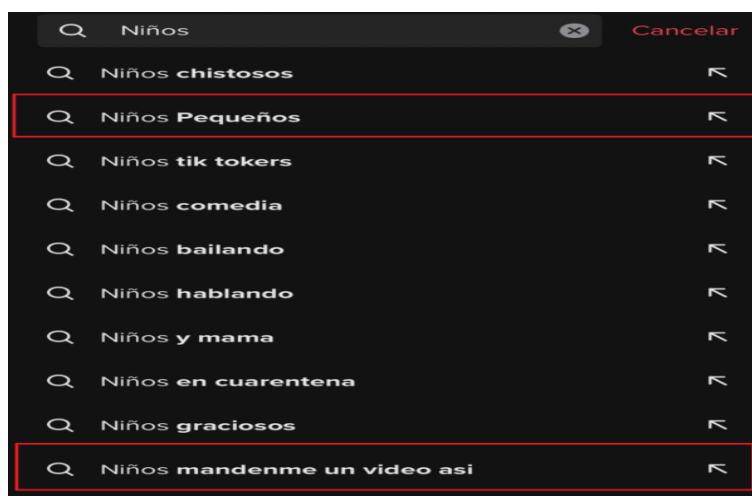 Niños Cancelar
Niños chistosos
Niños Pequeños
Niños tik tokers
Niños comedia
Niños bailando
Niños hablando
Niños y mama
Niños en cuarentena
Niños graciosos
Niños mandenme un video asi